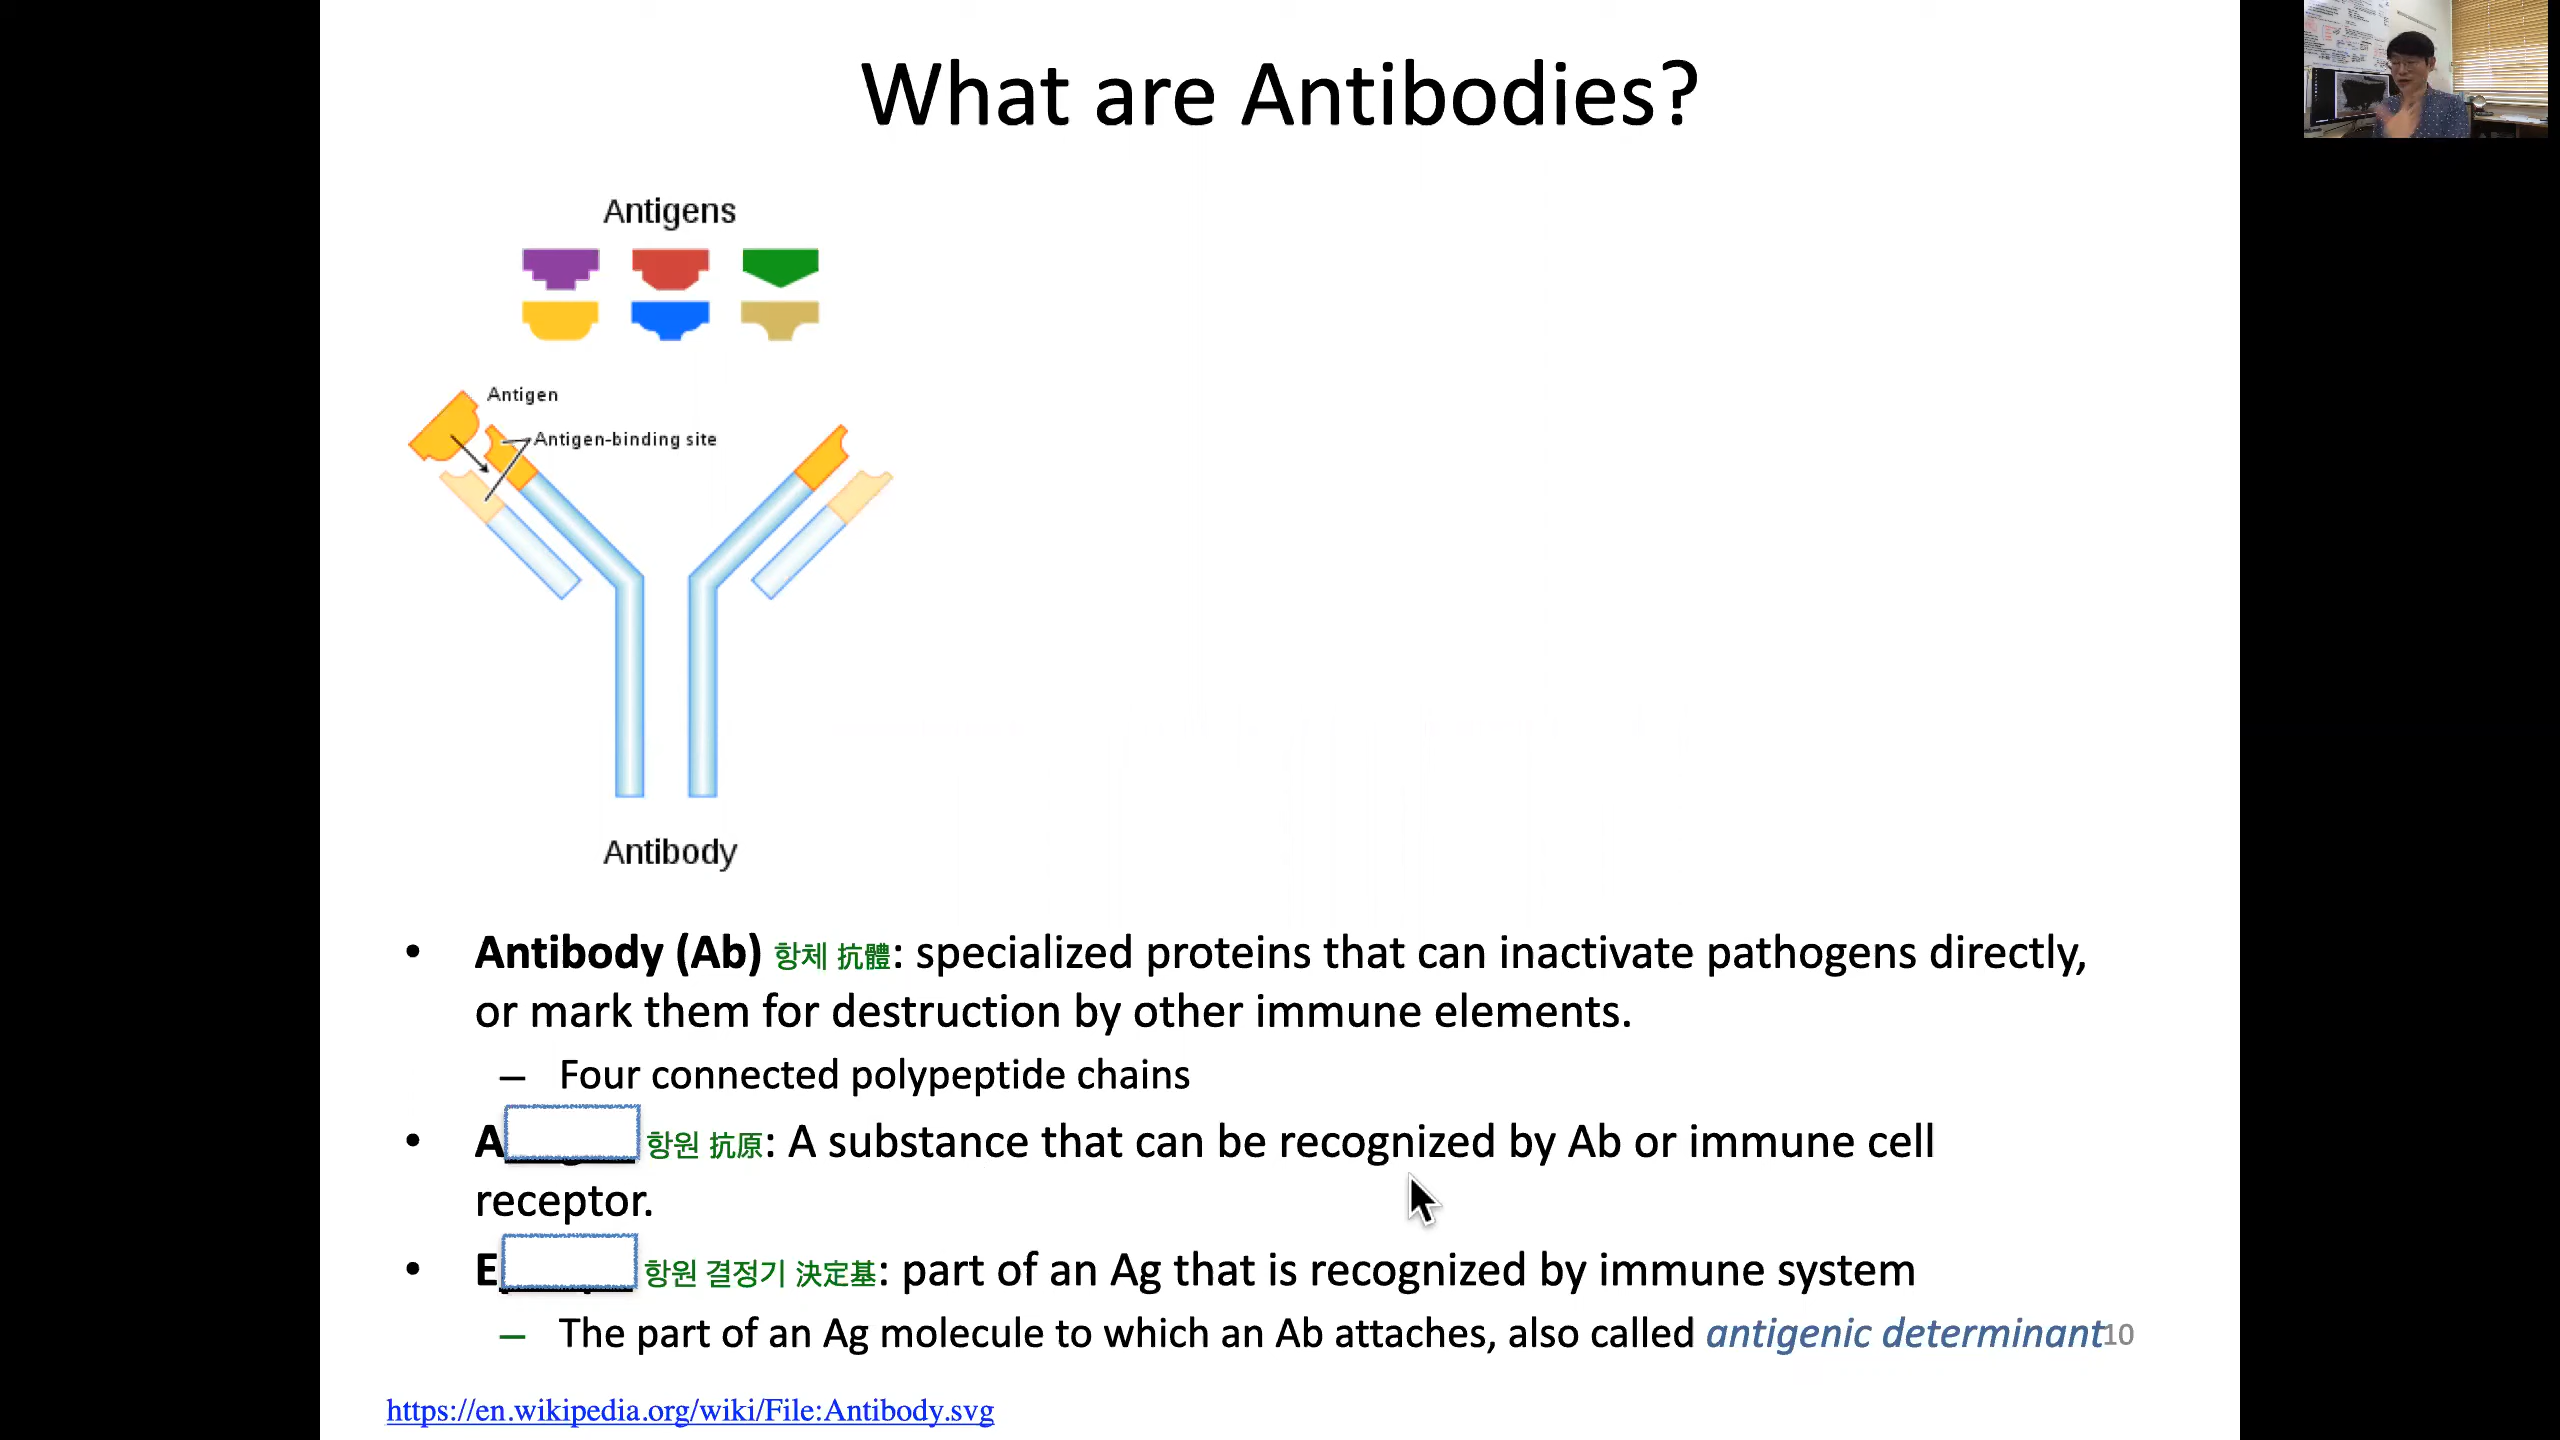 What are Antibodies?
Antigens
Antigen
Antigen-binding site
Antibody
• Antibody (Ab) 항체 抗體: specialized proteins that can inactivate pathogens directly,
or mark them for destruction by other immune elements.
– Four connected polypeptide chains
• A 항원 抗原: A substance that can be recognized by Ab or immune cell
receptor.
• E 항원 결정기 決定基: part of an Ag that is recognized by immune system
– The part of an Ag molecule to which an Ab attaches, also called antigenic determinant
10
https://en.wikipedia.org/wiki/File:Antibody.svg